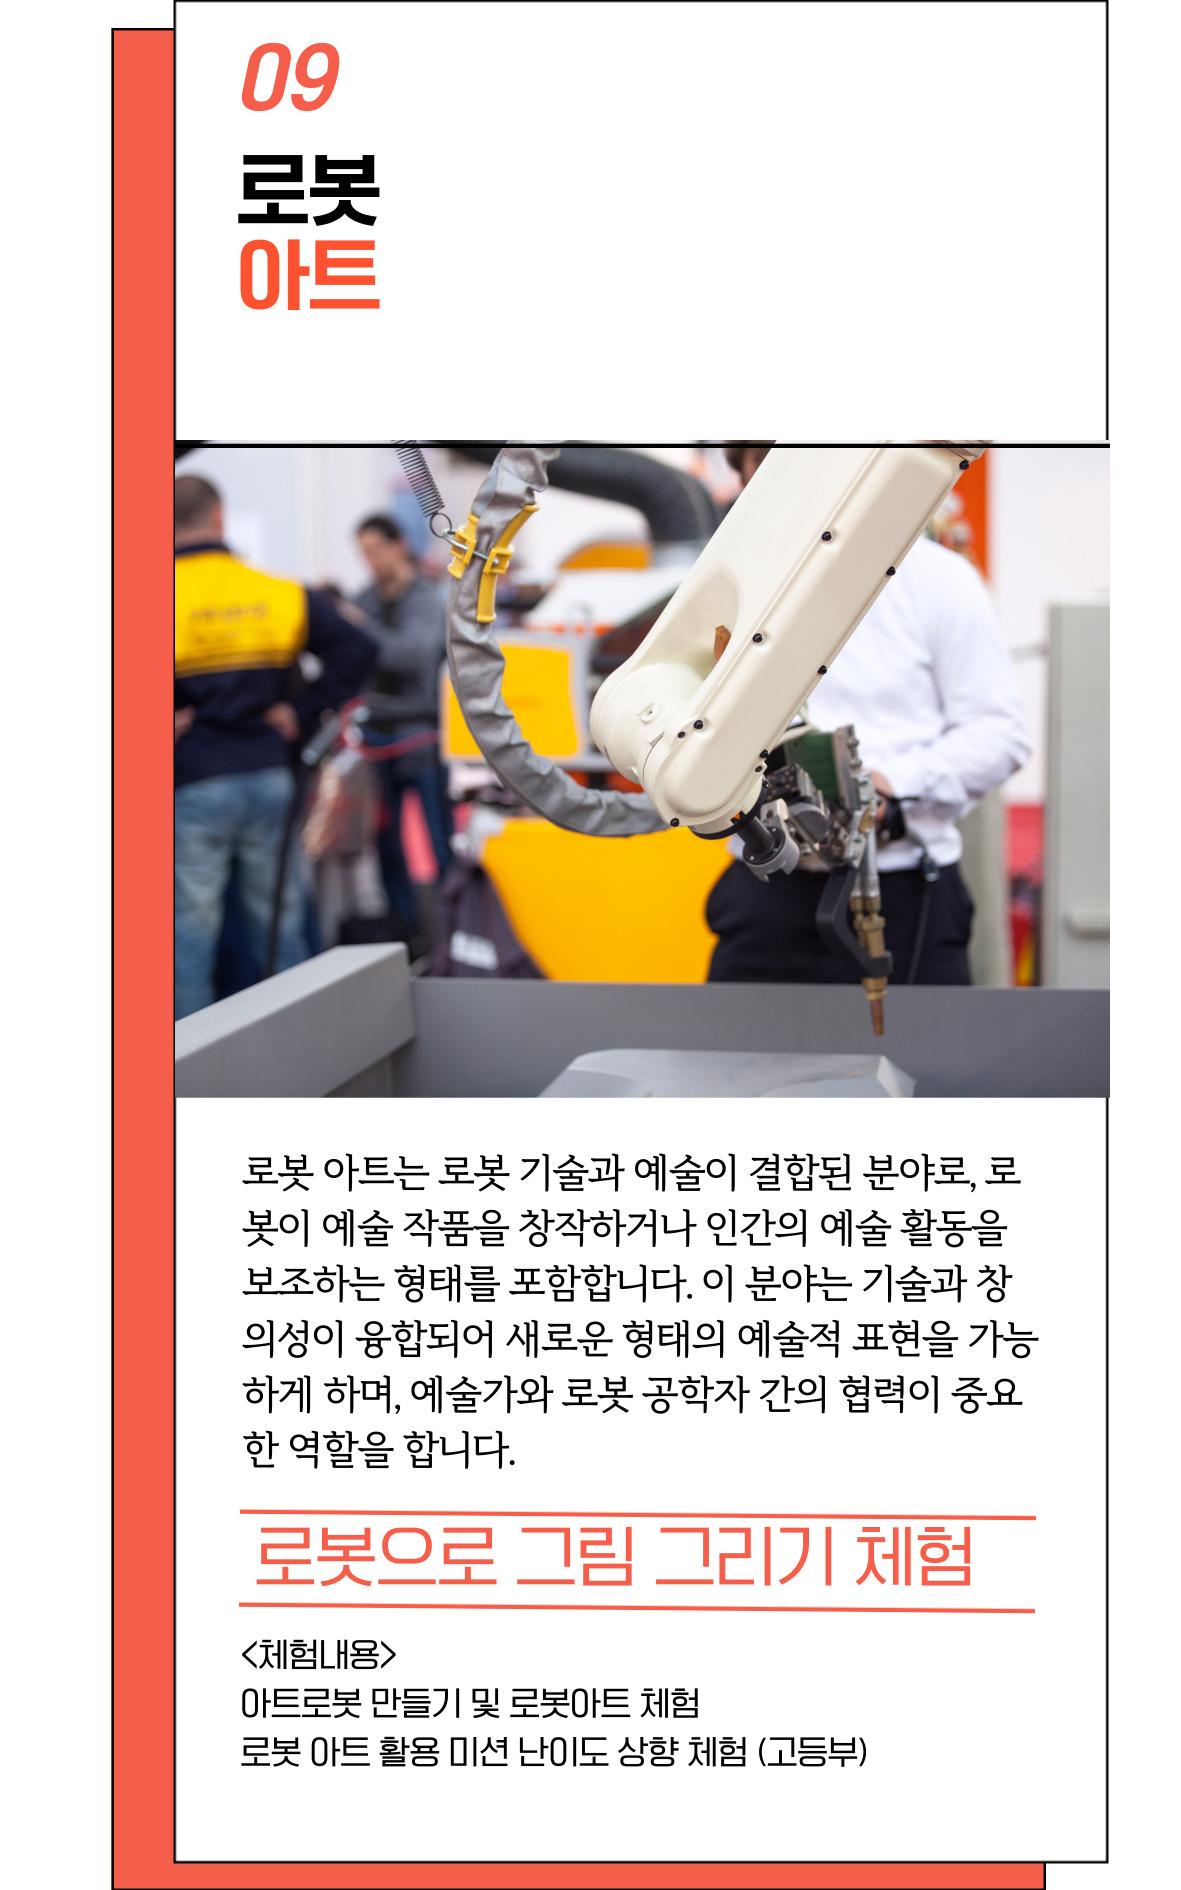 09
로봇
아트
로봇 아트는 로봇 기술과 예술이 결합된 분야로, 로
봇이 예술 작품을 창작하거나 인간의 예술 활동을
보조하는 형태를 포함합니다. 이 분야는 기술과 창
의성이 융합되어 새로운 형태의 예술적 표현을 가능
하게 하며, 예술가와 로봇 공학자 간의 협력이 중요
한 역할을 합니다.
로봇으로 그림 그리기 체험
<체험내용>
아트로봇 만들기 및 로봇아트 체험
로봇 아트 활용 미션 난이도 상향 체험 (고등부)